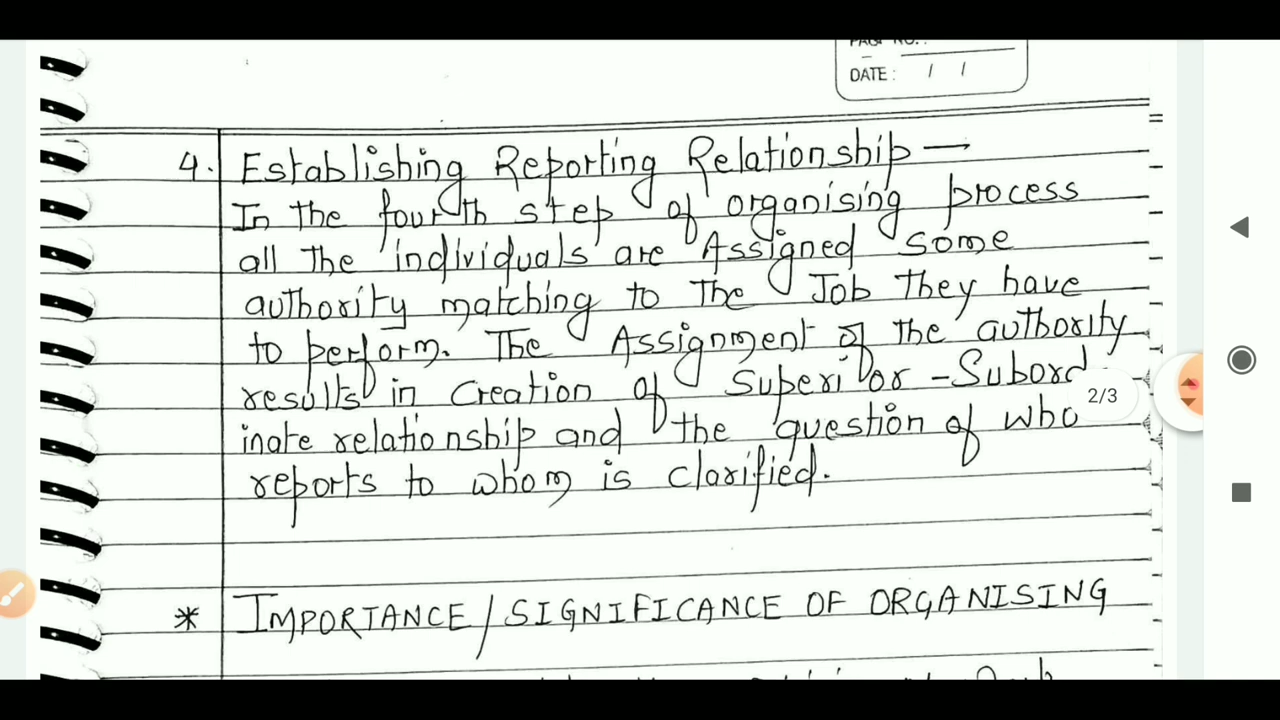 PAGE NO.:
DATE: / /
4. Establishing Reporting Relationship —
In the fourth step of organising process
all the individuals are Assigned some
authority matching to the Job They have
to perform. The Assignment of the authority
results in Creation of Superior - Subord
inate relationship and the question of who
reports to whom is clarified.
2/3
* IMPORTANCE / SIGNIFICANCE OF ORGANISING